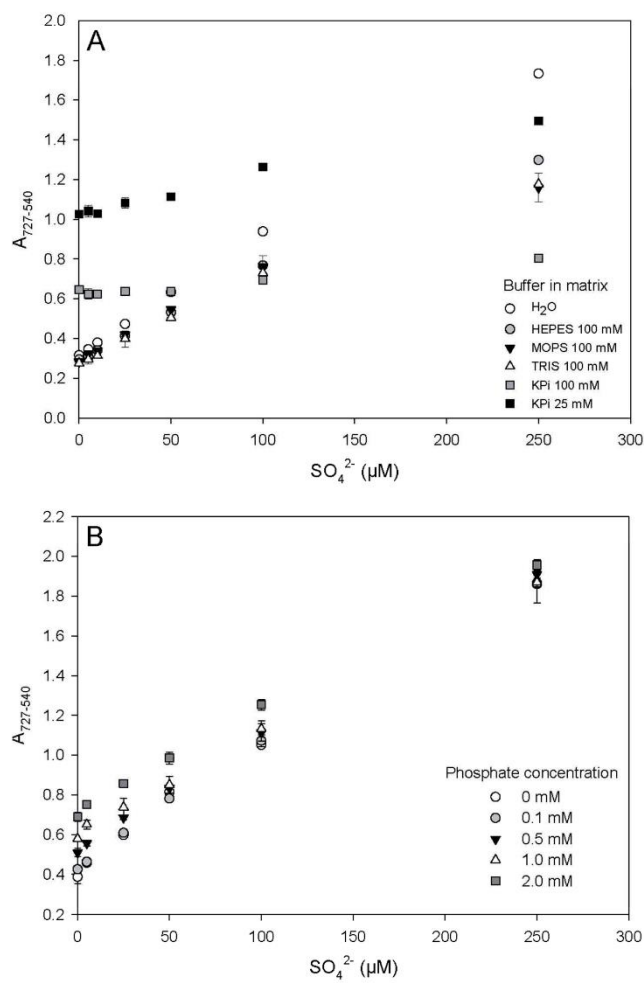 A
2.0
1.8
1.6
1.4
1.2
1.0
0.8
0.6
0.4
0.2
0.0
A727-540
0 50 100 150 200 250 300
SO₄²⁻ (µM)
Buffer in matrix
H₂O
HEPES 100 mM
MOPS 100 mM
TRIS 100 mM
KPi 100 mM
KPi 25 mM
B
2.2
2.0
1.8
1.6
1.4
1.2
1.0
0.8
0.6
0.4
0.2
A727-540
0 50 100 150 200 250 300
SO₄²⁻ (µM)
Phosphate concentration
0 mM
0.1 mM
0.5 mM
1.0 mM
2.0 mM